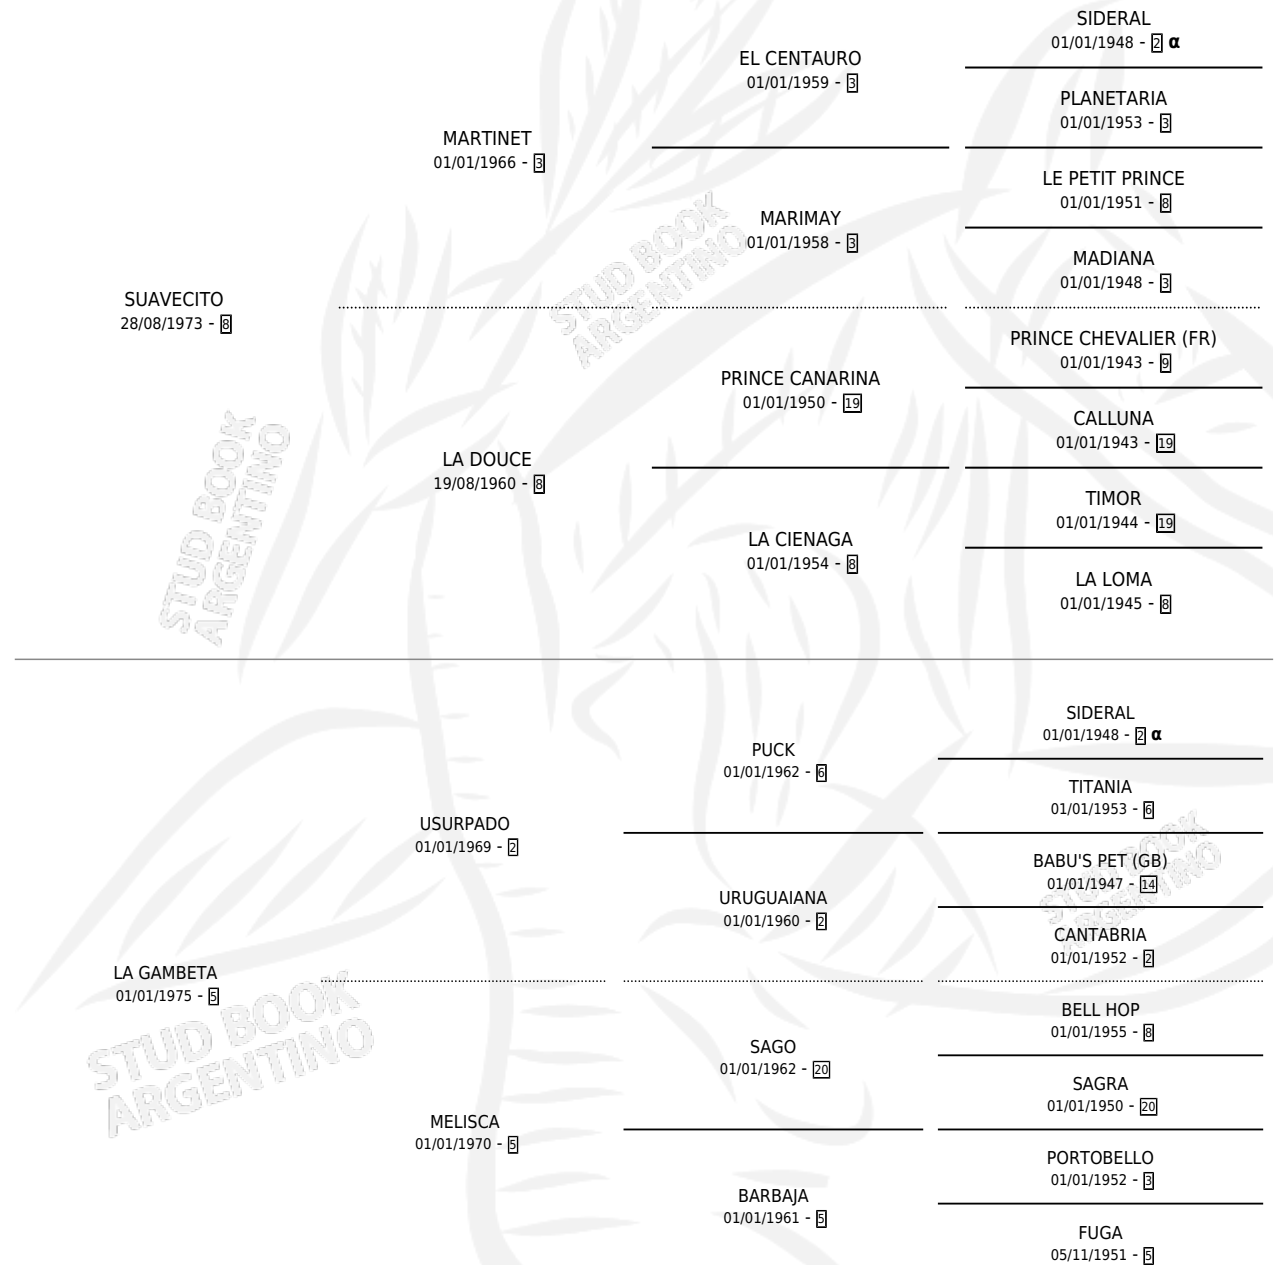 SIDERAL
01/01/1948 - 2 α
EL CENTAURO
01/01/1959 - 3
PLANETARIA
01/01/1953 - 3
MARTINET
01/01/1966 - 3
LE PETIT PRINCE
01/01/1951 - 8
MARIMAY
01/01/1958 - 3
MADIANA
01/01/1948 - 3
SUAVECITO
28/08/1973 - 8
PRINCE CHEVALIER (FR)
01/01/1943 - 9
PRINCE CANARINA
01/01/1950 - 19
CALLUNA
01/01/1943 - 19
LA DOUCE
19/08/1960 - 8
TIMOR
01/01/1944 - 19
LA CIENAGA
01/01/1954 - 8
LA LOMA
01/01/1945 - 8
SIDERAL
01/01/1948 - 2 α
PUCK
01/01/1962 - 6
TITANIA
01/01/1953 - 6
USURPADO
01/01/1969 - 2
BABU'S PET (GB)
01/01/1947 - 14
URUGUAIANA
01/01/1960 - 2
CANTABRIA
01/01/1952 - 2
LA GAMBETA
01/01/1975 - 5
BELL HOP
01/01/1955 - 8
SAGO
01/01/1962 - 20
SAGRA
01/01/1950 - 20
MELISCA
01/01/1970 - 5
PORTOBELLO
01/01/1952 - 3
BARBAJA
01/01/1961 - 5
FUGA
05/11/1951 - 5
STUD BOOK
ARGENTINO
STUD BOOK
ARGENTINO
STUD BOOK
ARGENTINO
STUD BOOK
ARGENTINO